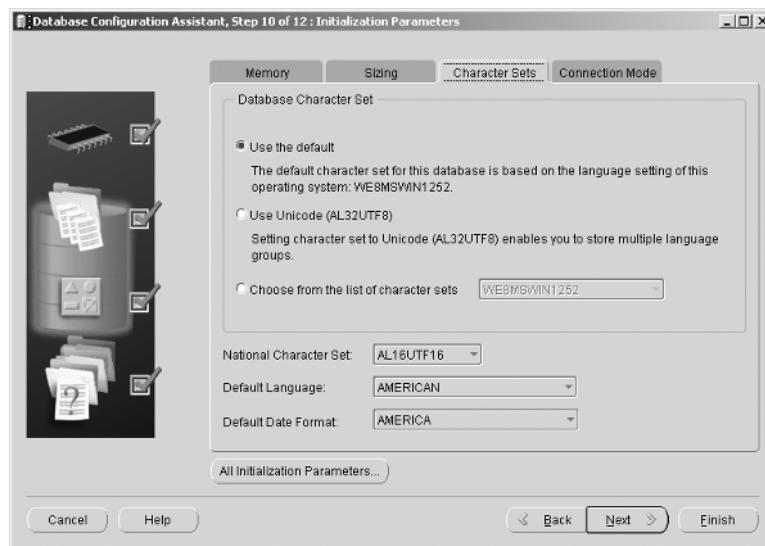 Database Configuration Assistant, Step 10 of 12 : Initialization Parameters
Memory
Sizing
Character Sets
Connection Mode
Database Character Set
Use the default
The default character set for this database is based on the language setting of this
operating system: WE8MSWIN1252.
Use Unicode (AL32UTF8)
Setting character set to Unicode (AL32UTF8) enables you to store multiple language
groups.
Choose from the list of character sets
WE8MSWIN1252
National Character Set:
AL16UTF16
Default Language:
AMERICAN
Default Date Format:
AMERICA
All Initialization Parameters...
Cancel
Help
Back
Next
Finish